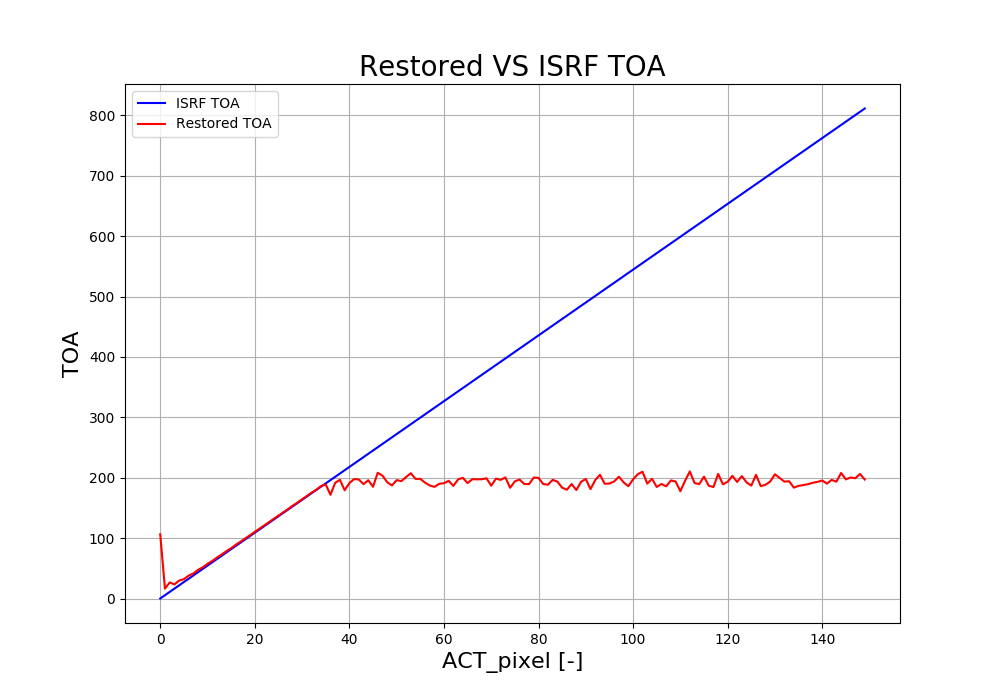 Restored VS ISRF TOA
ISRF TOA
Restored TOA
800
700
600
500
400
300
200
100
0
TOA
0 20 40 60 80 100 120 140
ACT_pixel [-]